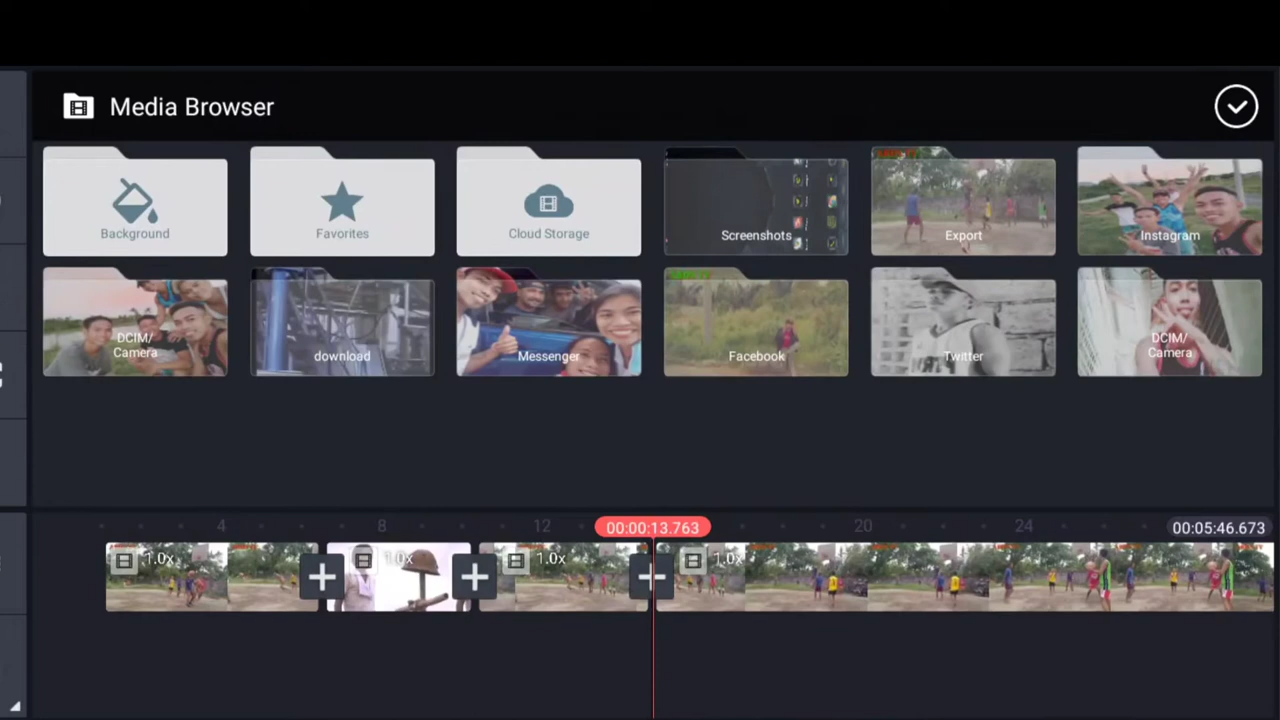 Media Browser
Background
Favorites
Cloud Storage
Screenshots
Export
Instagram
DCIM/
Camera
download
Messenger
Facebook
Twitter
DCIM/
Camera
4
8
12
00:00:13.763
20
24
00:05:46.673
1.0x
1.0x
1.0x
1.0x